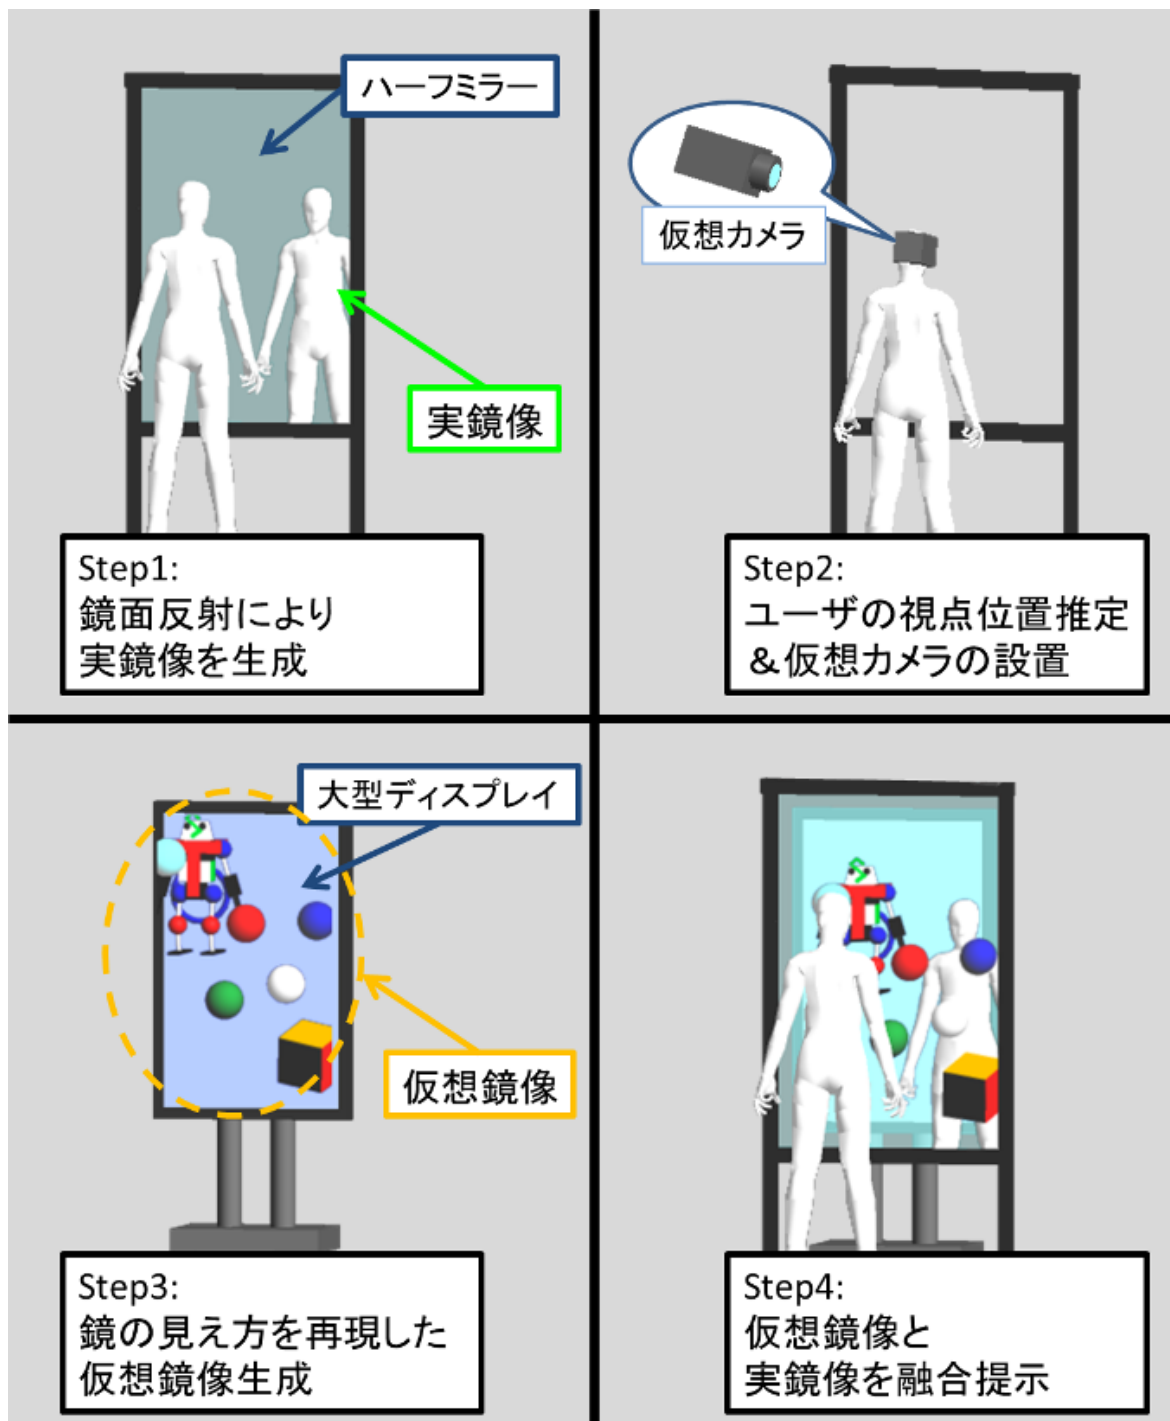 ハーフミラー
実鏡像
Step1:
鏡面反射により
実鏡像を生成
仮想カメラ
Step2:
ユーザの視点位置推定
＆仮想カメラの設置
大型ディスプレイ
仮想鏡像
Step3:
鏡の見え方を再現した
仮想鏡像生成
Step4:
仮想鏡像と
実鏡像を融合提示